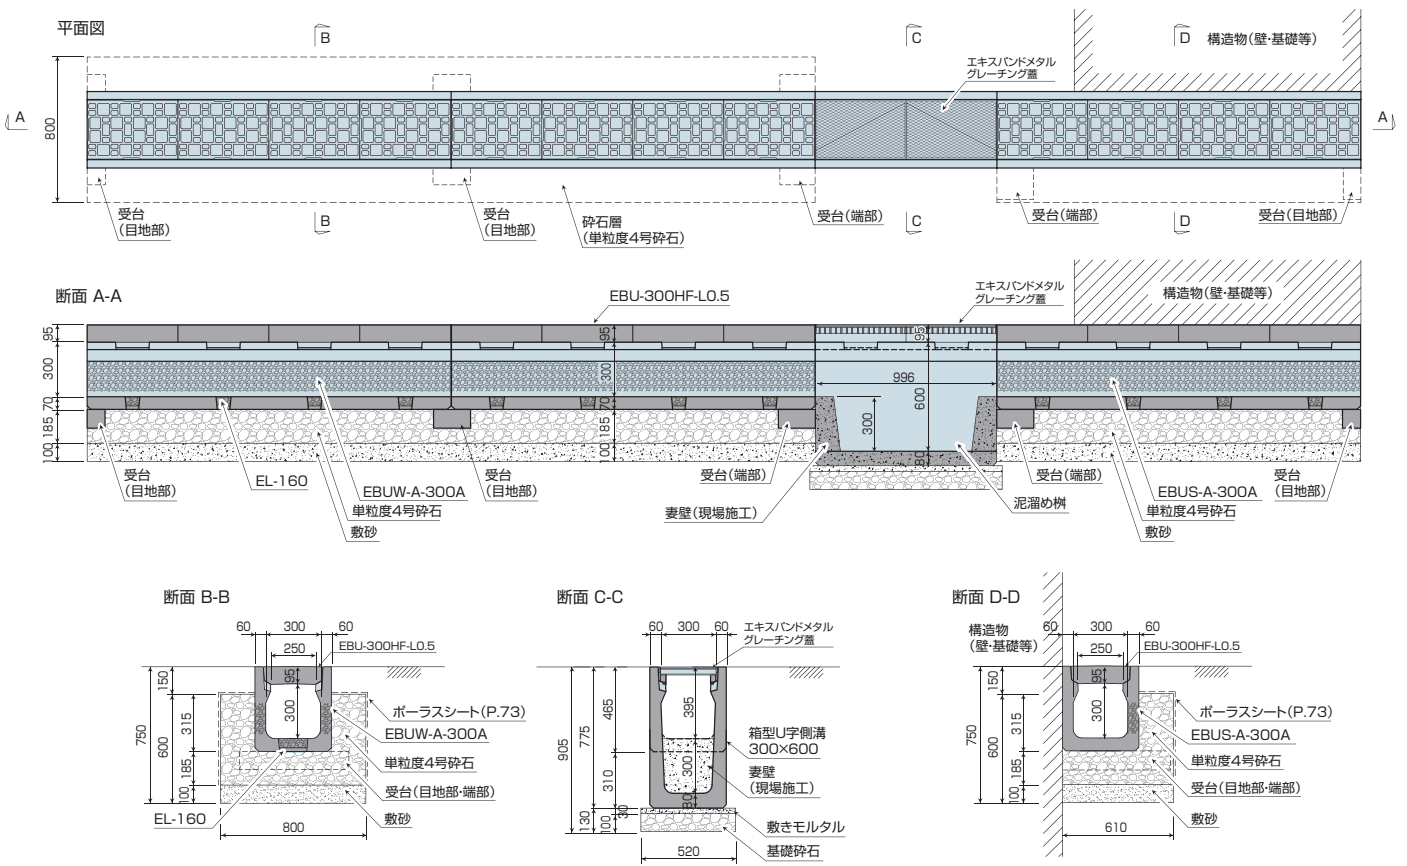 平面図
B
C
D
構造物(壁・基礎等)
エキスパンドメタル
グレーチング蓋
A
A
800
受台
(目地部)
B
受台
(目地部)
砕石層
(単粒度4号砕石)
受台(端部)
C
受台(端部)
D
受台(目地部)
断面 A-A
EBU-300HF-L0.5
エキスパンドメタル
グレーチング蓋
構造物(壁・基礎等)
95
300
70
185
100
95
300
70
185
100
95
996
600
300
80
受台
(目地部)
EL-160
EBUW-A-300A
単粒度4号砕石
敷砂
受台
(目地部)
受台(端部)
妻壁(現場施工)
泥溜め桝
受台(端部)
EBUS-A-300A
単粒度4号砕石
敷砂
受台
(目地部)
断面 B-B
60
300
60
250
EBU-300HF-L0.5
95
300
150
315
750
600
185
100
ポーラスシート(P.73)
EBUW-A-300A
単粒度4号砕石
受台(目地部・端部)
敷砂
EL-160
800
断面 C-C
60
300
60
エキスパンドメタル
グレーチング蓋
465
395
775
905
310
300
80
30
130
100
箱型U字側溝
300×600
妻壁
(現場施工)
敷きモルタル
基礎砕石
520
断面 D-D
構造物
(壁・基礎等)
60
300
60
250
EBU-300HF-L0.5
95
300
150
315
750
600
185
100
ポーラスシート(P.73)
EBUS-A-300A
単粒度4号砕石
受台(目地部・端部)
敷砂
610